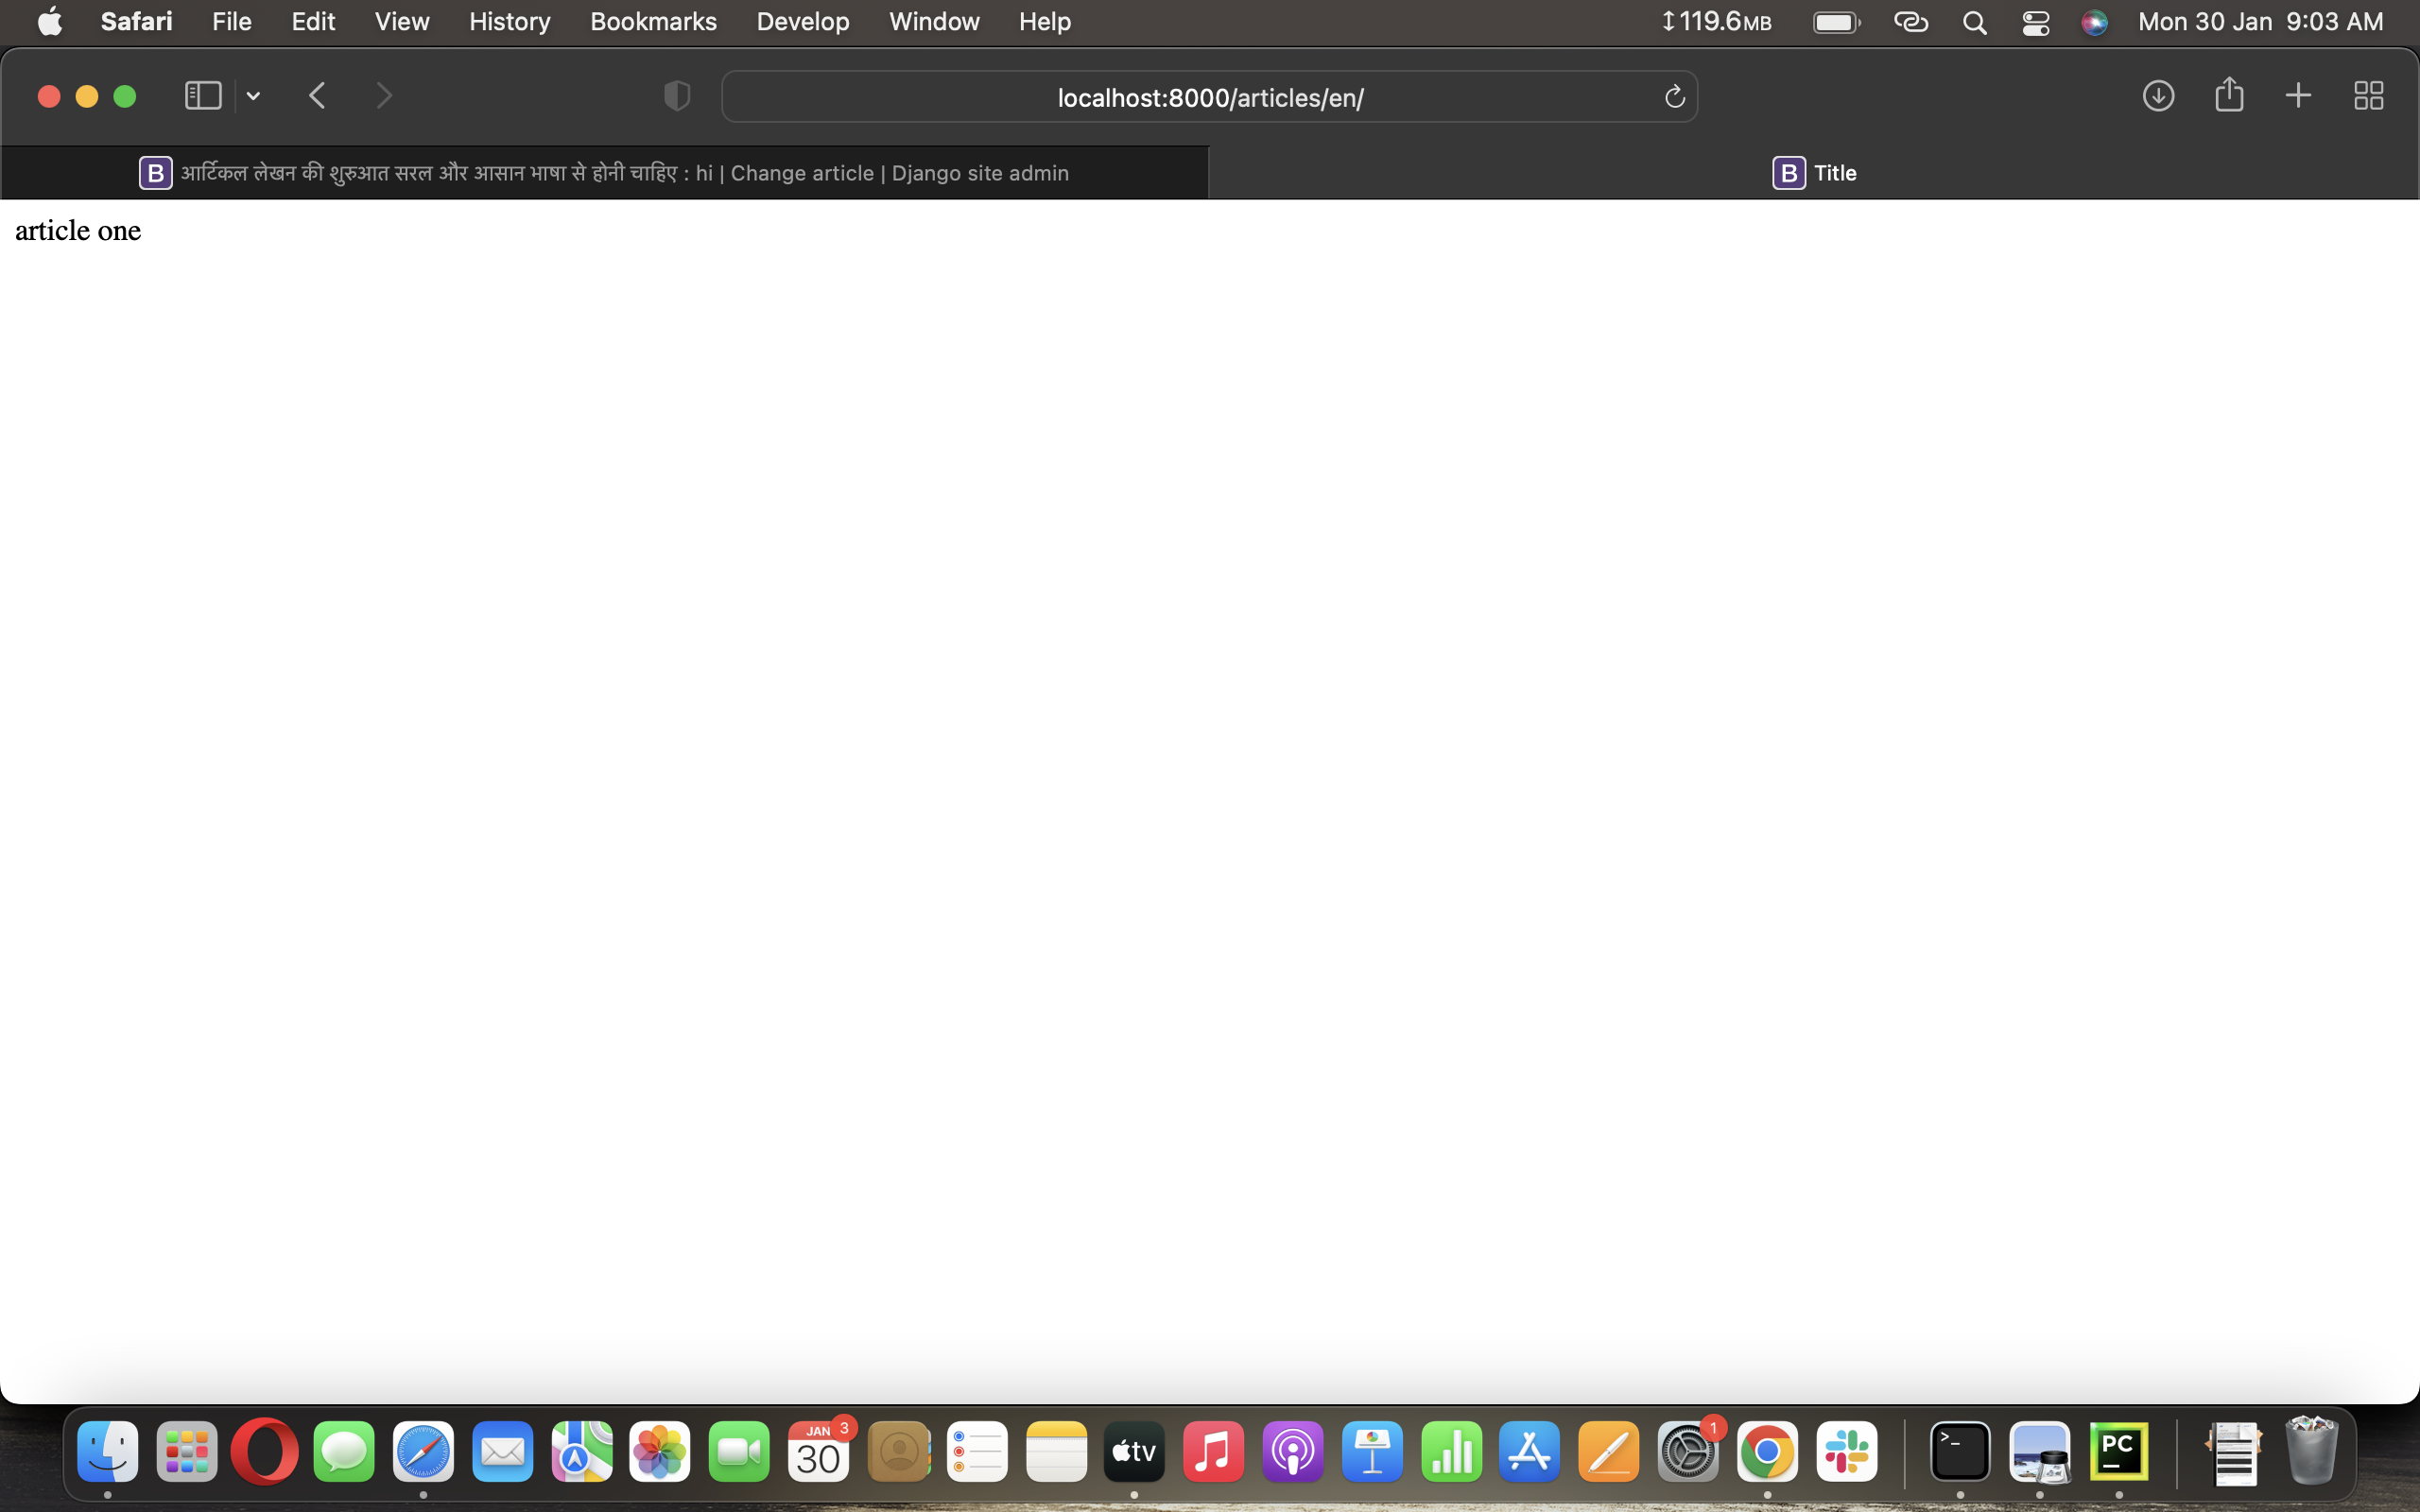 Safari File Edit View History Bookmarks Develop Window Help 119.6MB Mon 30 Jan 9:03 AM
localhost:8000/articles/en/
B आर्टिकल लेखन की शुरुआत सरल और आसान भाषा से होनी चाहिए : hi | Change article | Django site admin
B Title
article one
JAN 3
30
tv
1
>_
PC